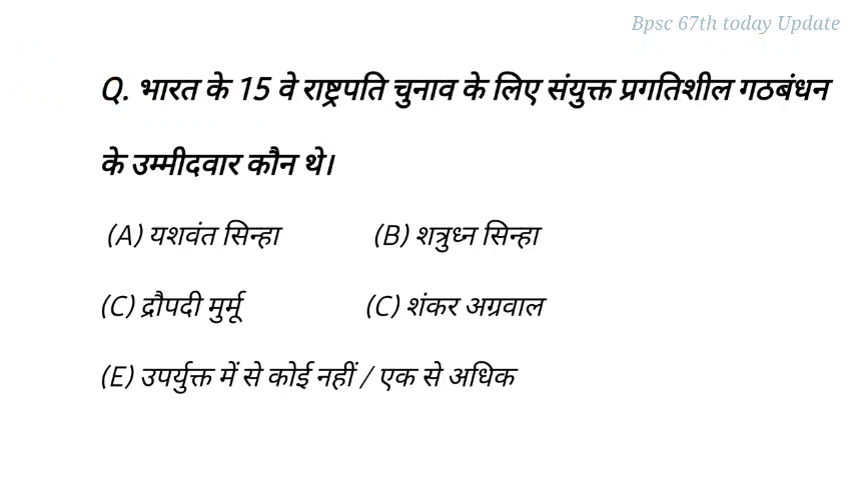 Bpsc 67th today Update
Q. भारत के 15 वे राष्ट्रपति चुनाव के लिए संयुक्त प्रगतिशील गठबंधन
के उम्मीदवार कौन थे।
(A) यशवंत सिन्हा (B) शत्रुध्न सिन्हा
(C) द्रौपदी मुर्मू (C) शंकर अग्रवाल
(E) उपर्युक्त में से कोई नहीं / एक से अधिक